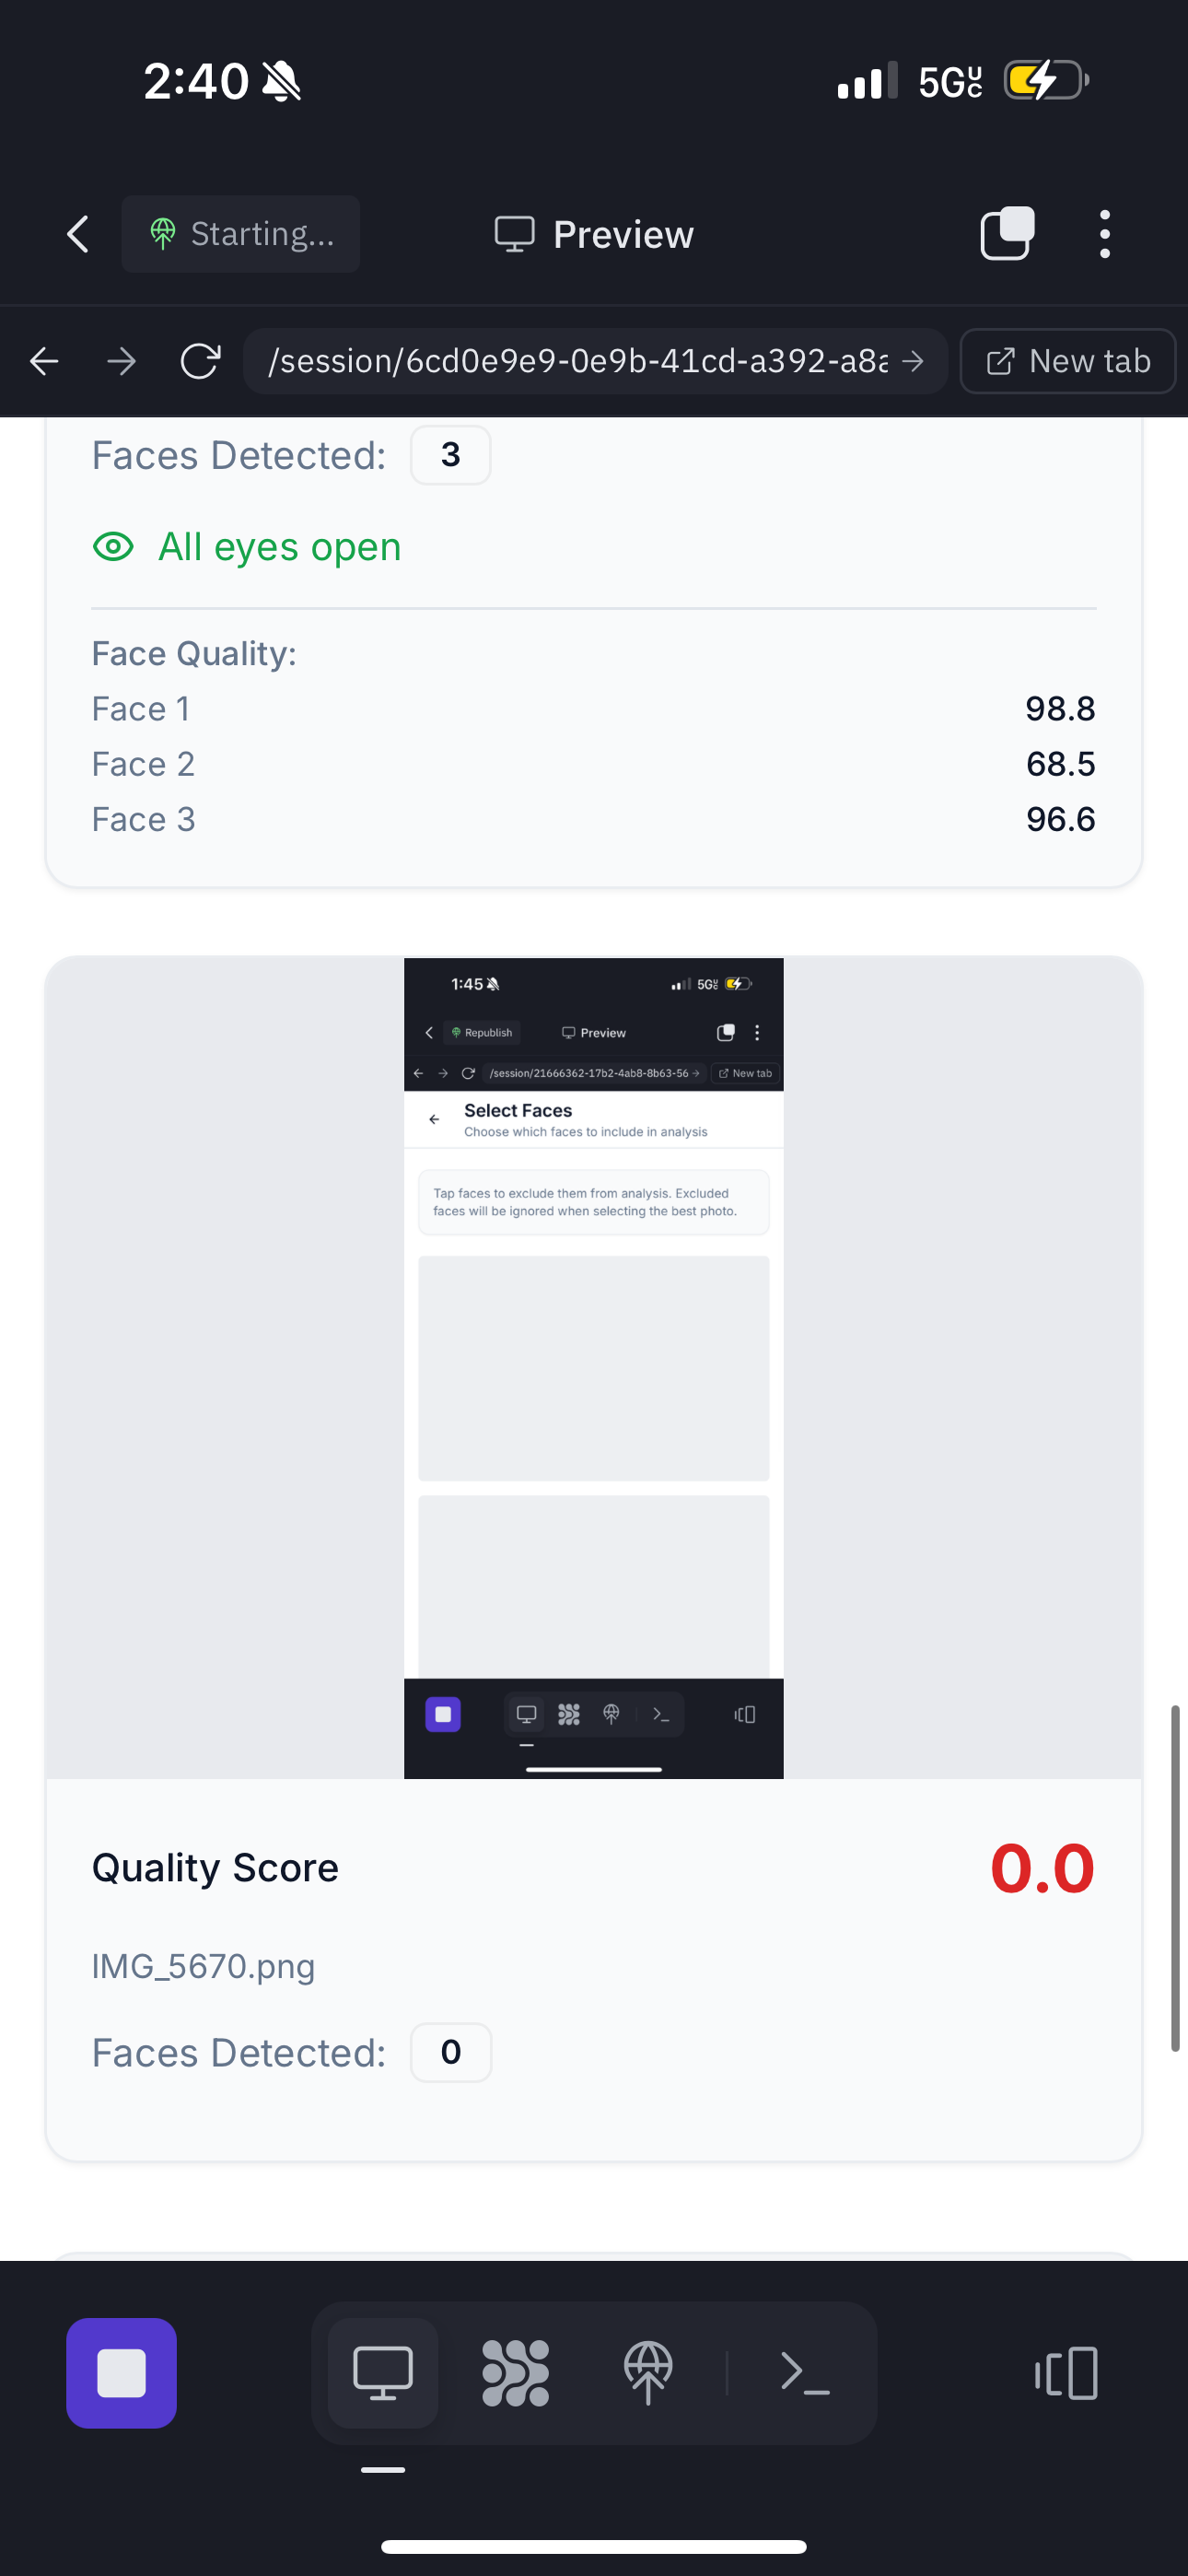 2:40
5GUC
Starting...
Preview
/session/6cd0e9e9-0e9b-41cd-a392-a8a
New tab
Faces Detected: 3
All eyes open
Face Quality:
Face 1 98.8
Face 2 68.5
Face 3 96.6
1:45
5GUC
Republish
Preview
/session/21666362-17b2-4ab8-8b63-56
New tab
Select Faces
Choose which faces to include in analysis
Tap faces to exclude them from analysis. Excluded
faces will be ignored when selecting the best photo.
Quality Score 0.0
IMG_5670.png
Faces Detected: 0